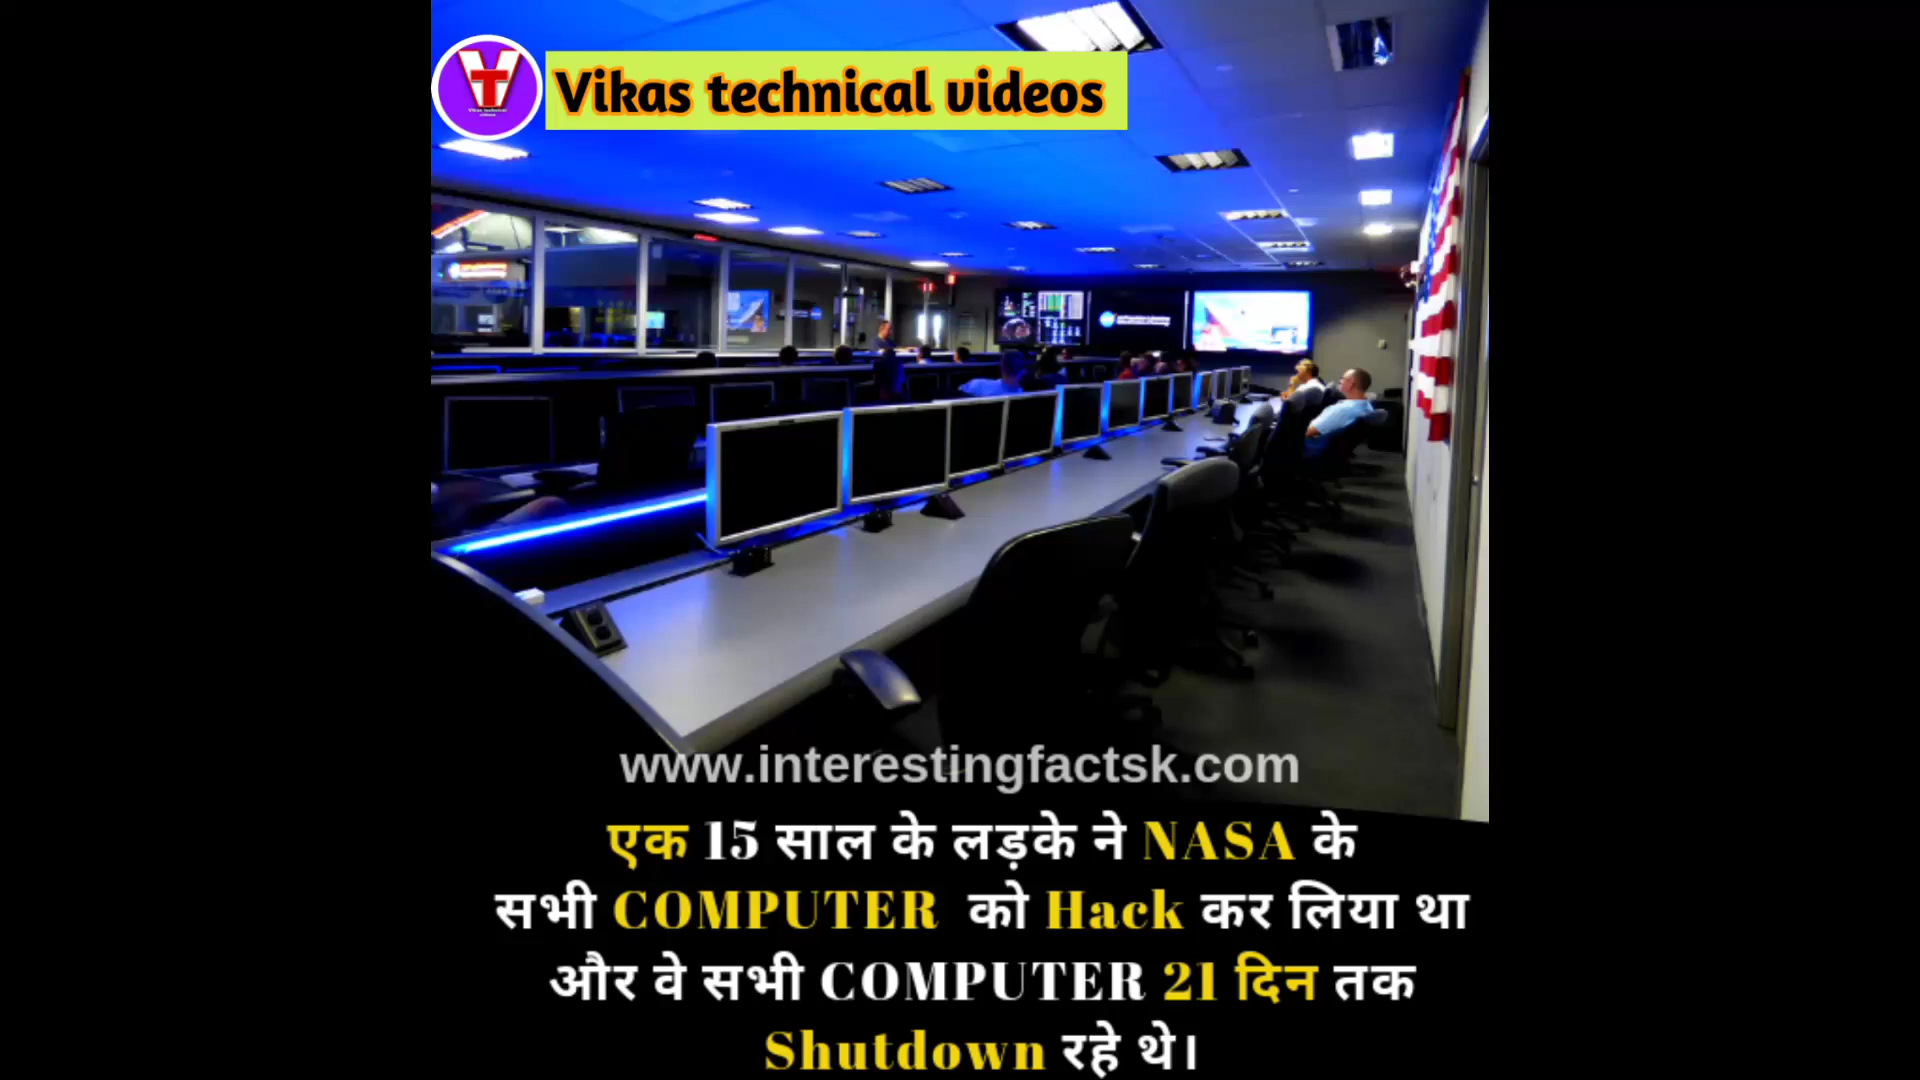 Vikas technical videos
www.interestingfactsk.com
एक 15 साल के लड़के ने NASA के
सभी COMPUTER को Hack कर लिया था
और वे सभी COMPUTER 21 दिन तक
Shutdown रहे थे।